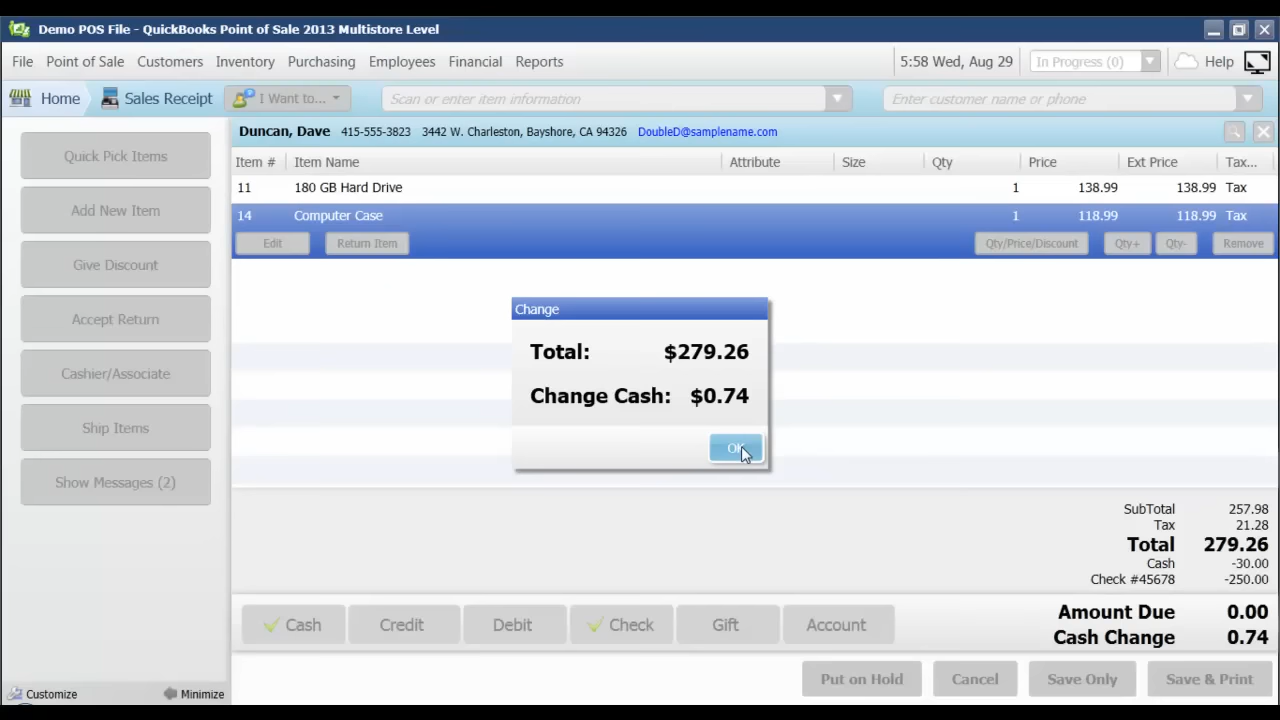 Demo POS File - QuickBooks Point of Sale 2013 Multistore Level
File Point of Sale Customers Inventory Purchasing Employees Financial Reports 5:58 Wed, Aug 29 In Progress (0) Help
Home Sales Receipt I Want to... Scan or enter item information Enter customer name or phone
Duncan, Dave 415-555-3823 3442 W. Charleston, Bayshore, CA 94326 DoubleD@samplename.com
Item # Item Name Attribute Size Qty Price Ext Price Tax...
11 180 GB Hard Drive 1 138.99 138.99 Tax
14 Computer Case 1 118.99 118.99 Tax
Edit Return Item Qty/Price/Discount Qty+ Qty- Remove
Quick Pick Items
Add New Item
Give Discount
Accept Return
Cashier/Associate
Ship Items
Show Messages (2)
Change
Total: $279.26
Change Cash: $0.74
OK
SubTotal 257.98
Tax 21.28
Total 279.26
Cash -30.00
Check #45678 -250.00
Cash Credit Debit Check Gift Account
Amount Due 0.00
Cash Change 0.74
Put on Hold Cancel Save Only Save & Print
Customize Minimize